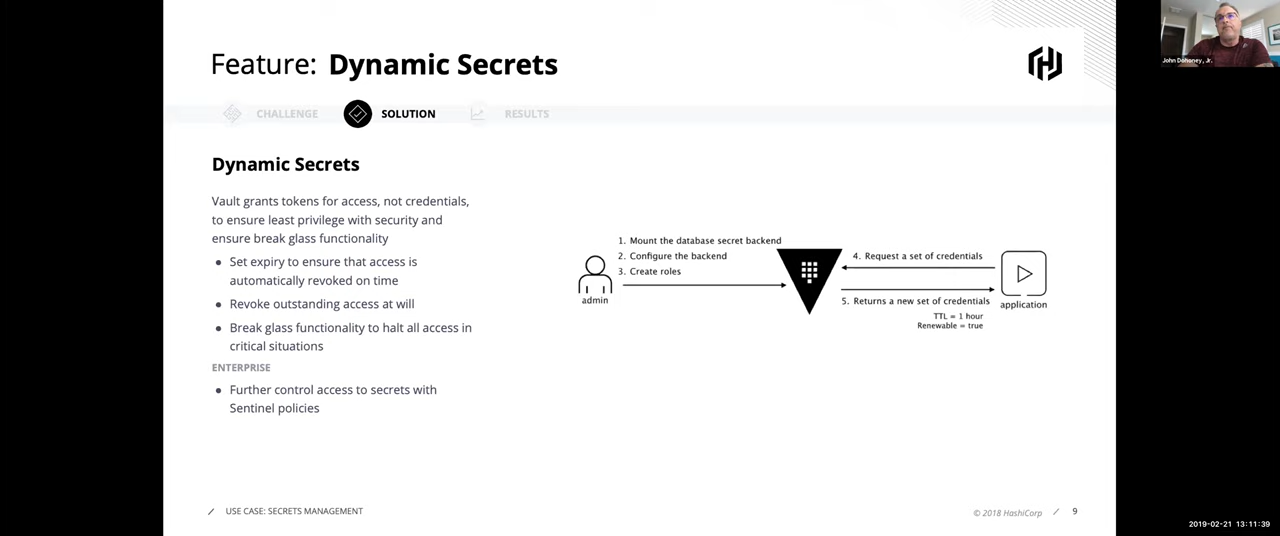 Feature: Dynamic Secrets
CHALLENGE
SOLUTION
RESULTS
Dynamic Secrets
Vault grants tokens for access, not credentials,
to ensure least privilege with security and
ensure break glass functionality
Set expiry to ensure that access is
automatically revoked on time
Revoke outstanding access at will
Break glass functionality to halt all access in
critical situations
ENTERPRISE
Further control access to secrets with
Sentinel policies
1. Mount the database secret backend
2. Configure the backend
3. Create roles
admin
4. Request a set of credentials
5. Returns a new set of credentials
TTL = 1 hour
Renewable = true
application
USE CASE: SECRETS MANAGEMENT
© 2018 HashiCorp
9
John Dohoney, Jr.
2019-02-21 13:11:39